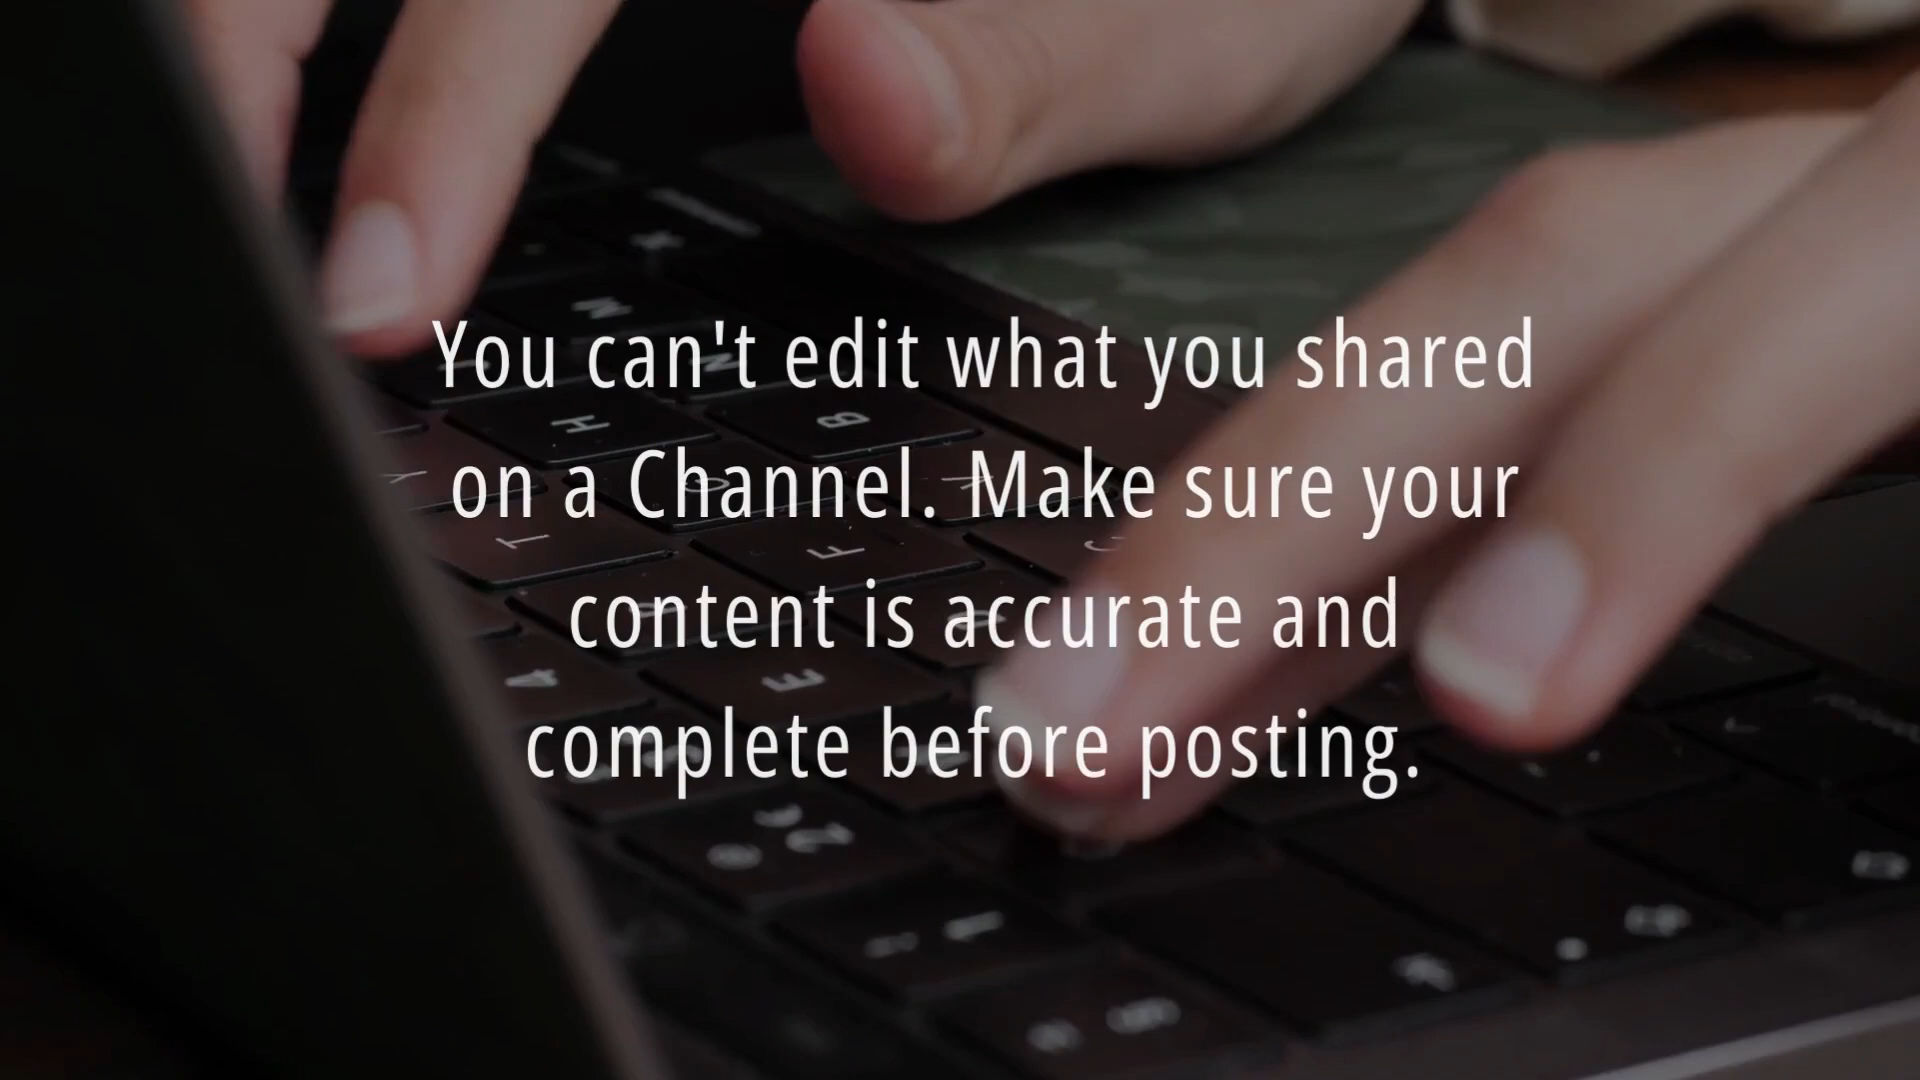 You can't edit what you shared
on a Channel. Make sure your
content is accurate and
complete before posting.